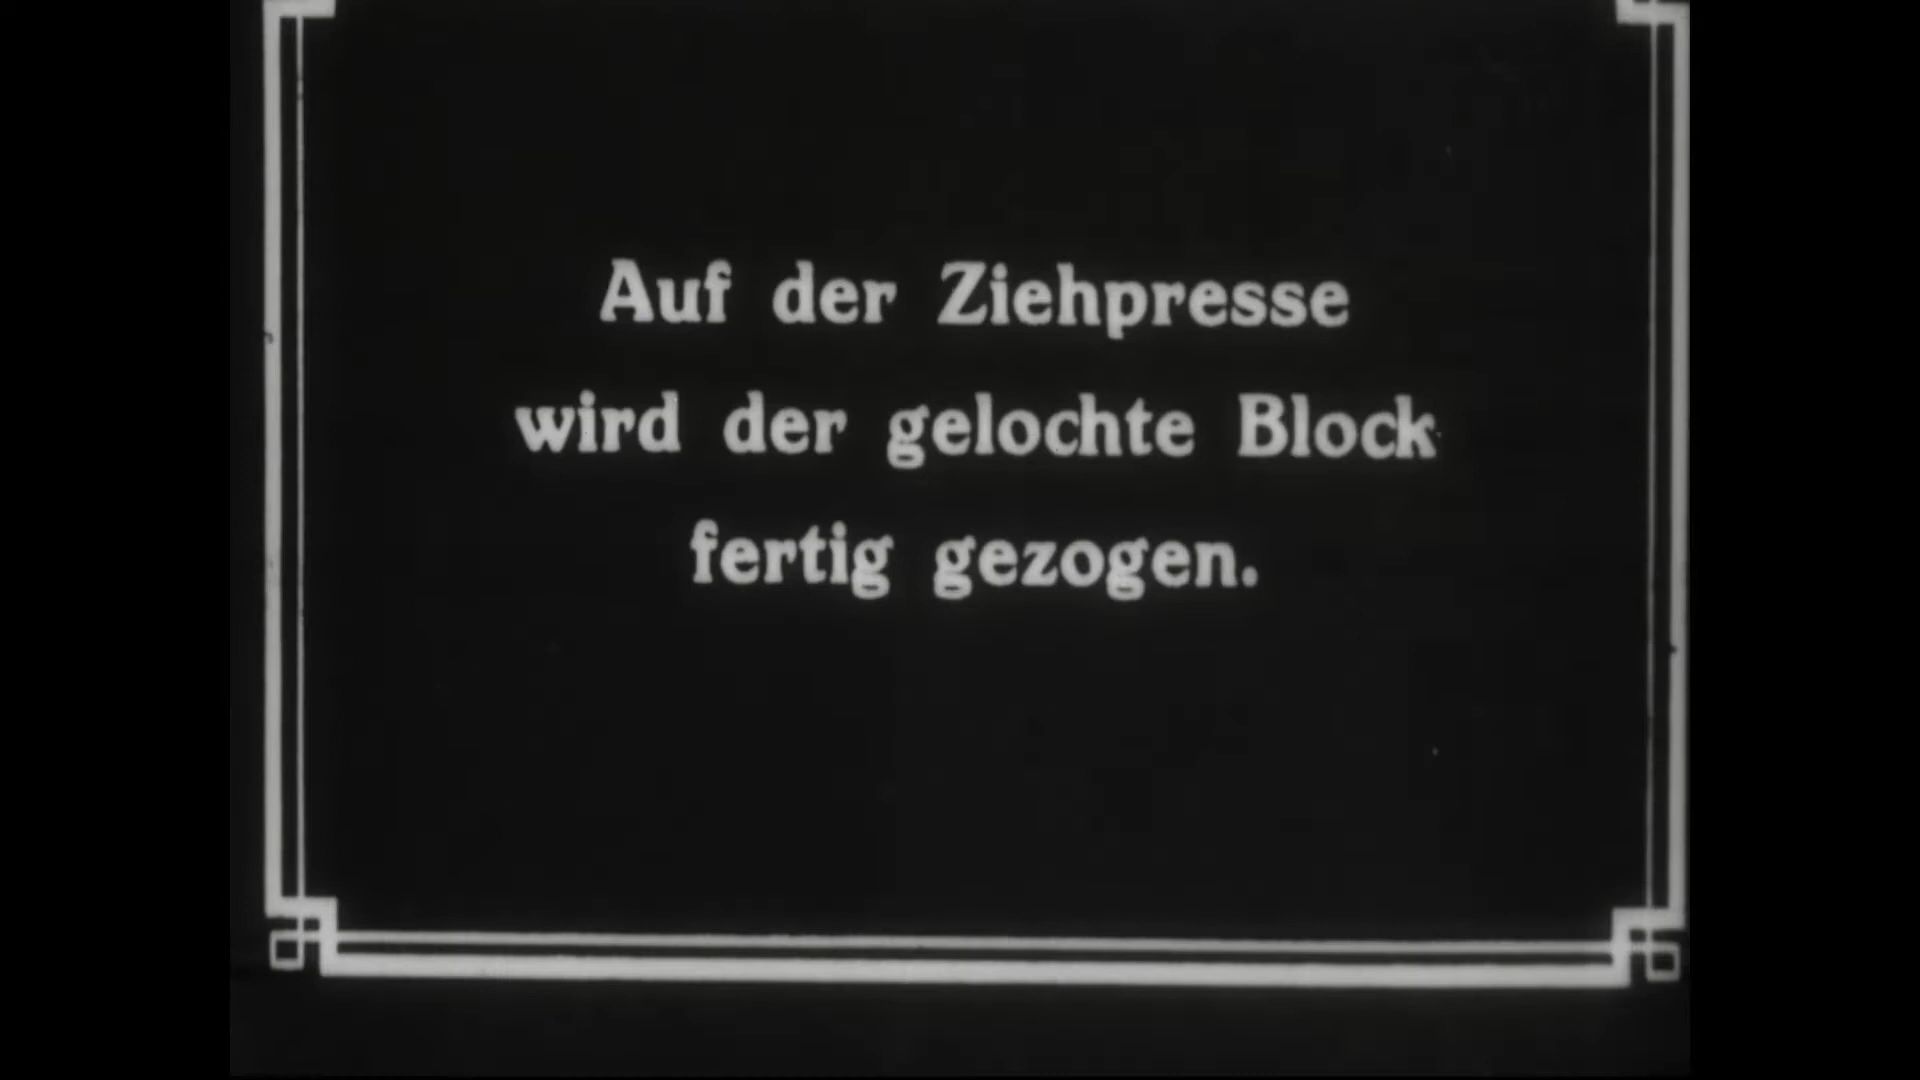 Auf der Ziehpresse
wird der gelochte Block
fertig gezogen.